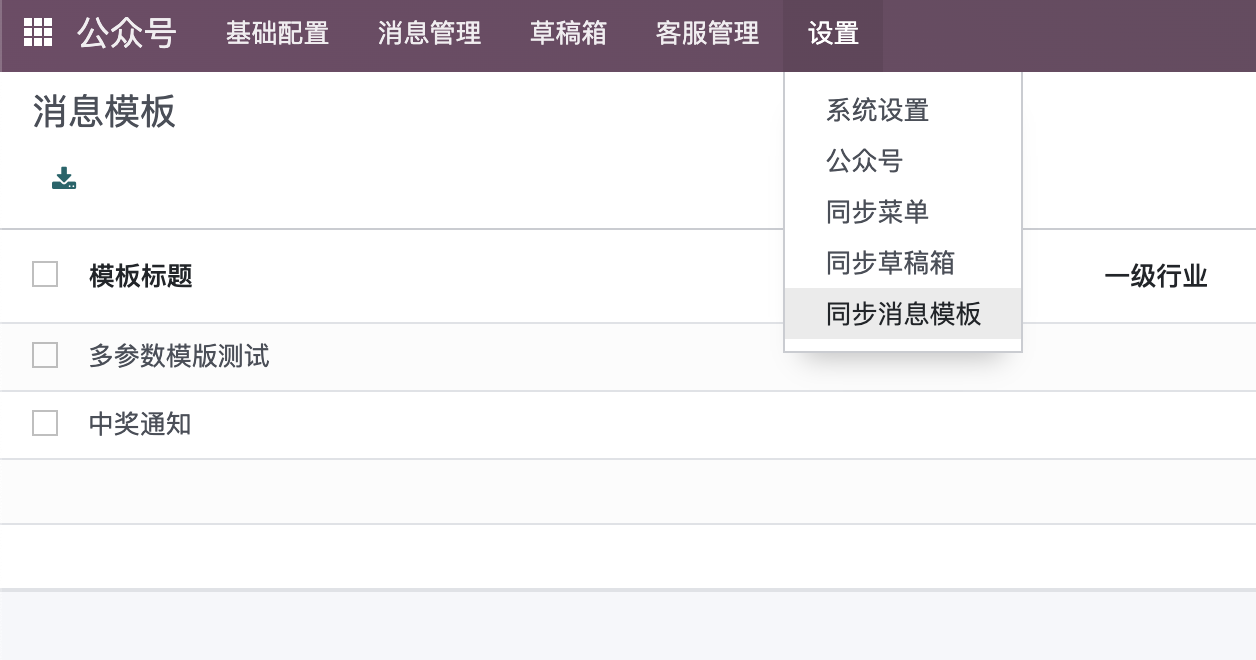 公众号 基础配置 消息管理 草稿箱 客服管理 设置
消息模板
系统设置
公众号
同步菜单
同步草稿箱
同步消息模板
模板标题 一级行业
多参数模版测试
中奖通知